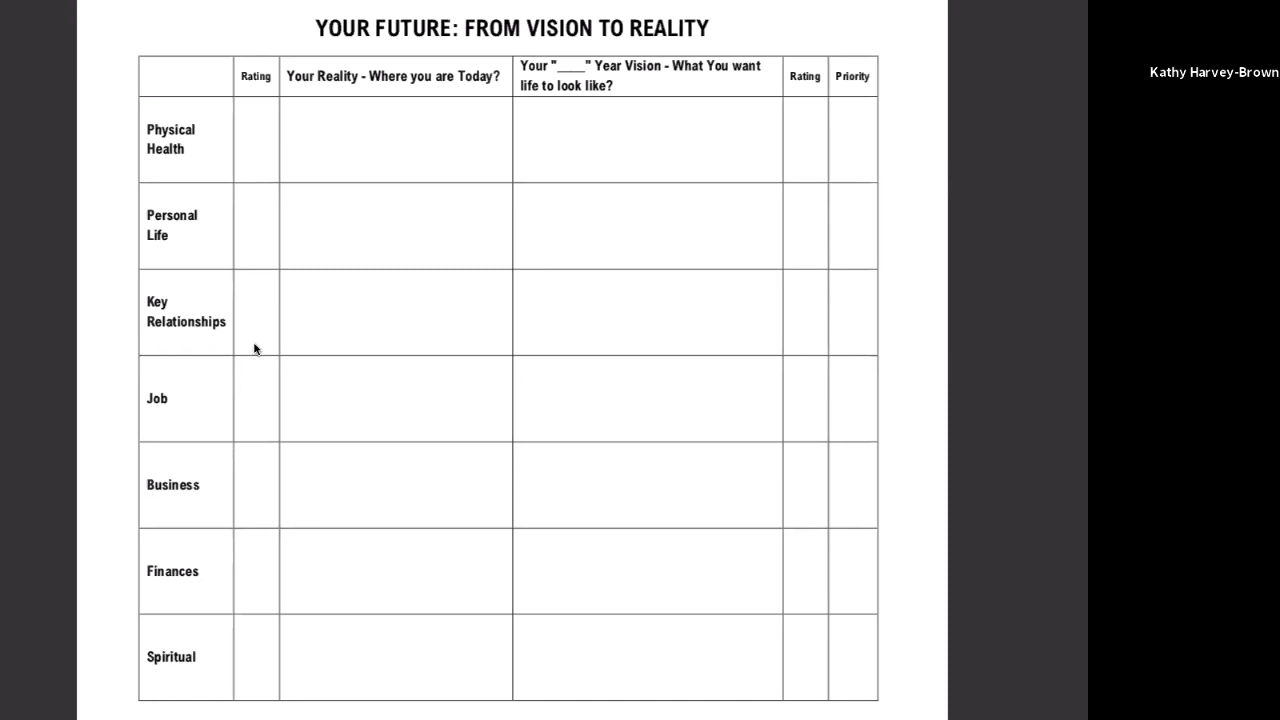 YOUR FUTURE: FROM VISION TO REALITY
Rating
Your Reality - Where you are Today?
Your "____" Year Vision - What You want
life to look like?
Rating
Priority
Kathy Harvey-Brown
Physical
Health
Personal
Life
Key
Relationships
Job
Business
Finances
Spiritual